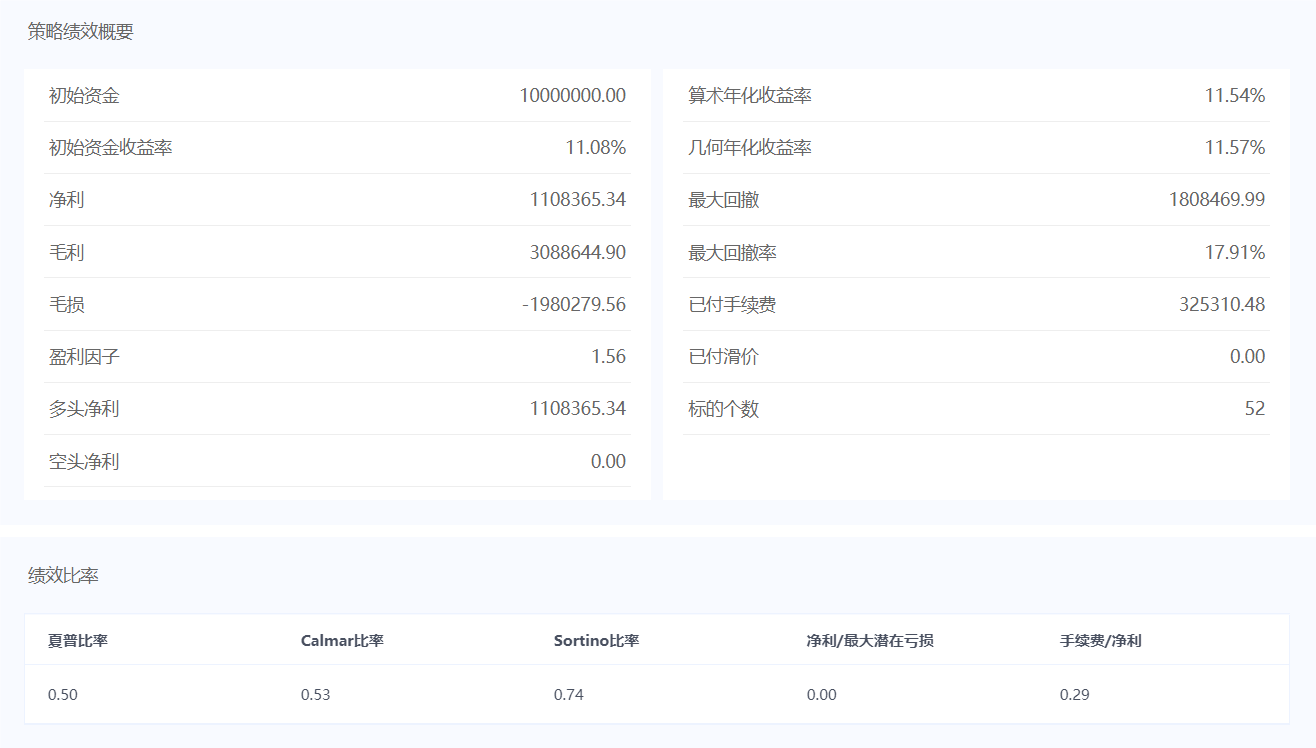 策略绩效概要
初始资金 10000000.00
初始资金收益率 11.08%
净利 1108365.34
毛利 3088644.90
毛损 -1980279.56
盈利因子 1.56
多头净利 1108365.34
空头净利 0.00
算术年化收益率 11.54%
几何年化收益率 11.57%
最大回撤 1808469.99
最大回撤率 17.91%
已付手续费 325310.48
已付滑价 0.00
标的个数 52
绩效比率
夏普比率 Calmar比率 Sortino比率 净利/最大潜在亏损 手续费/净利
0.50 0.53 0.74 0.00 0.29